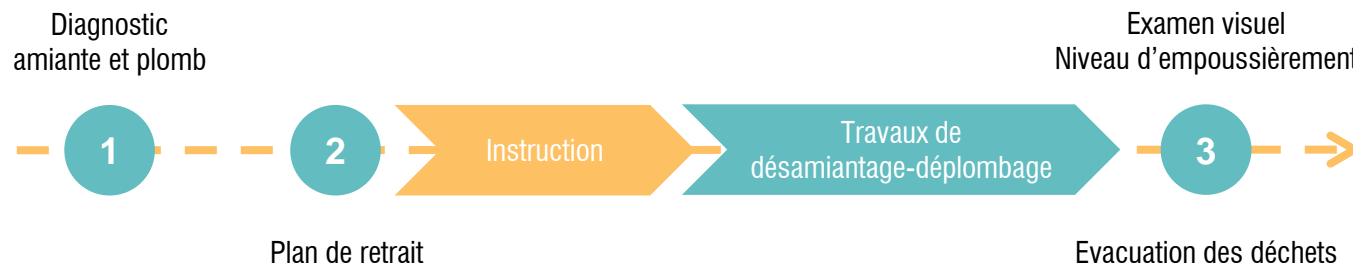 Diagnostic
amiante et plomb
Examen visuel
Niveau d'empoussièrement
1
2
Instruction
Travaux de
désamiantage-déplombage
3
Plan de retrait
Evacuation des déchets